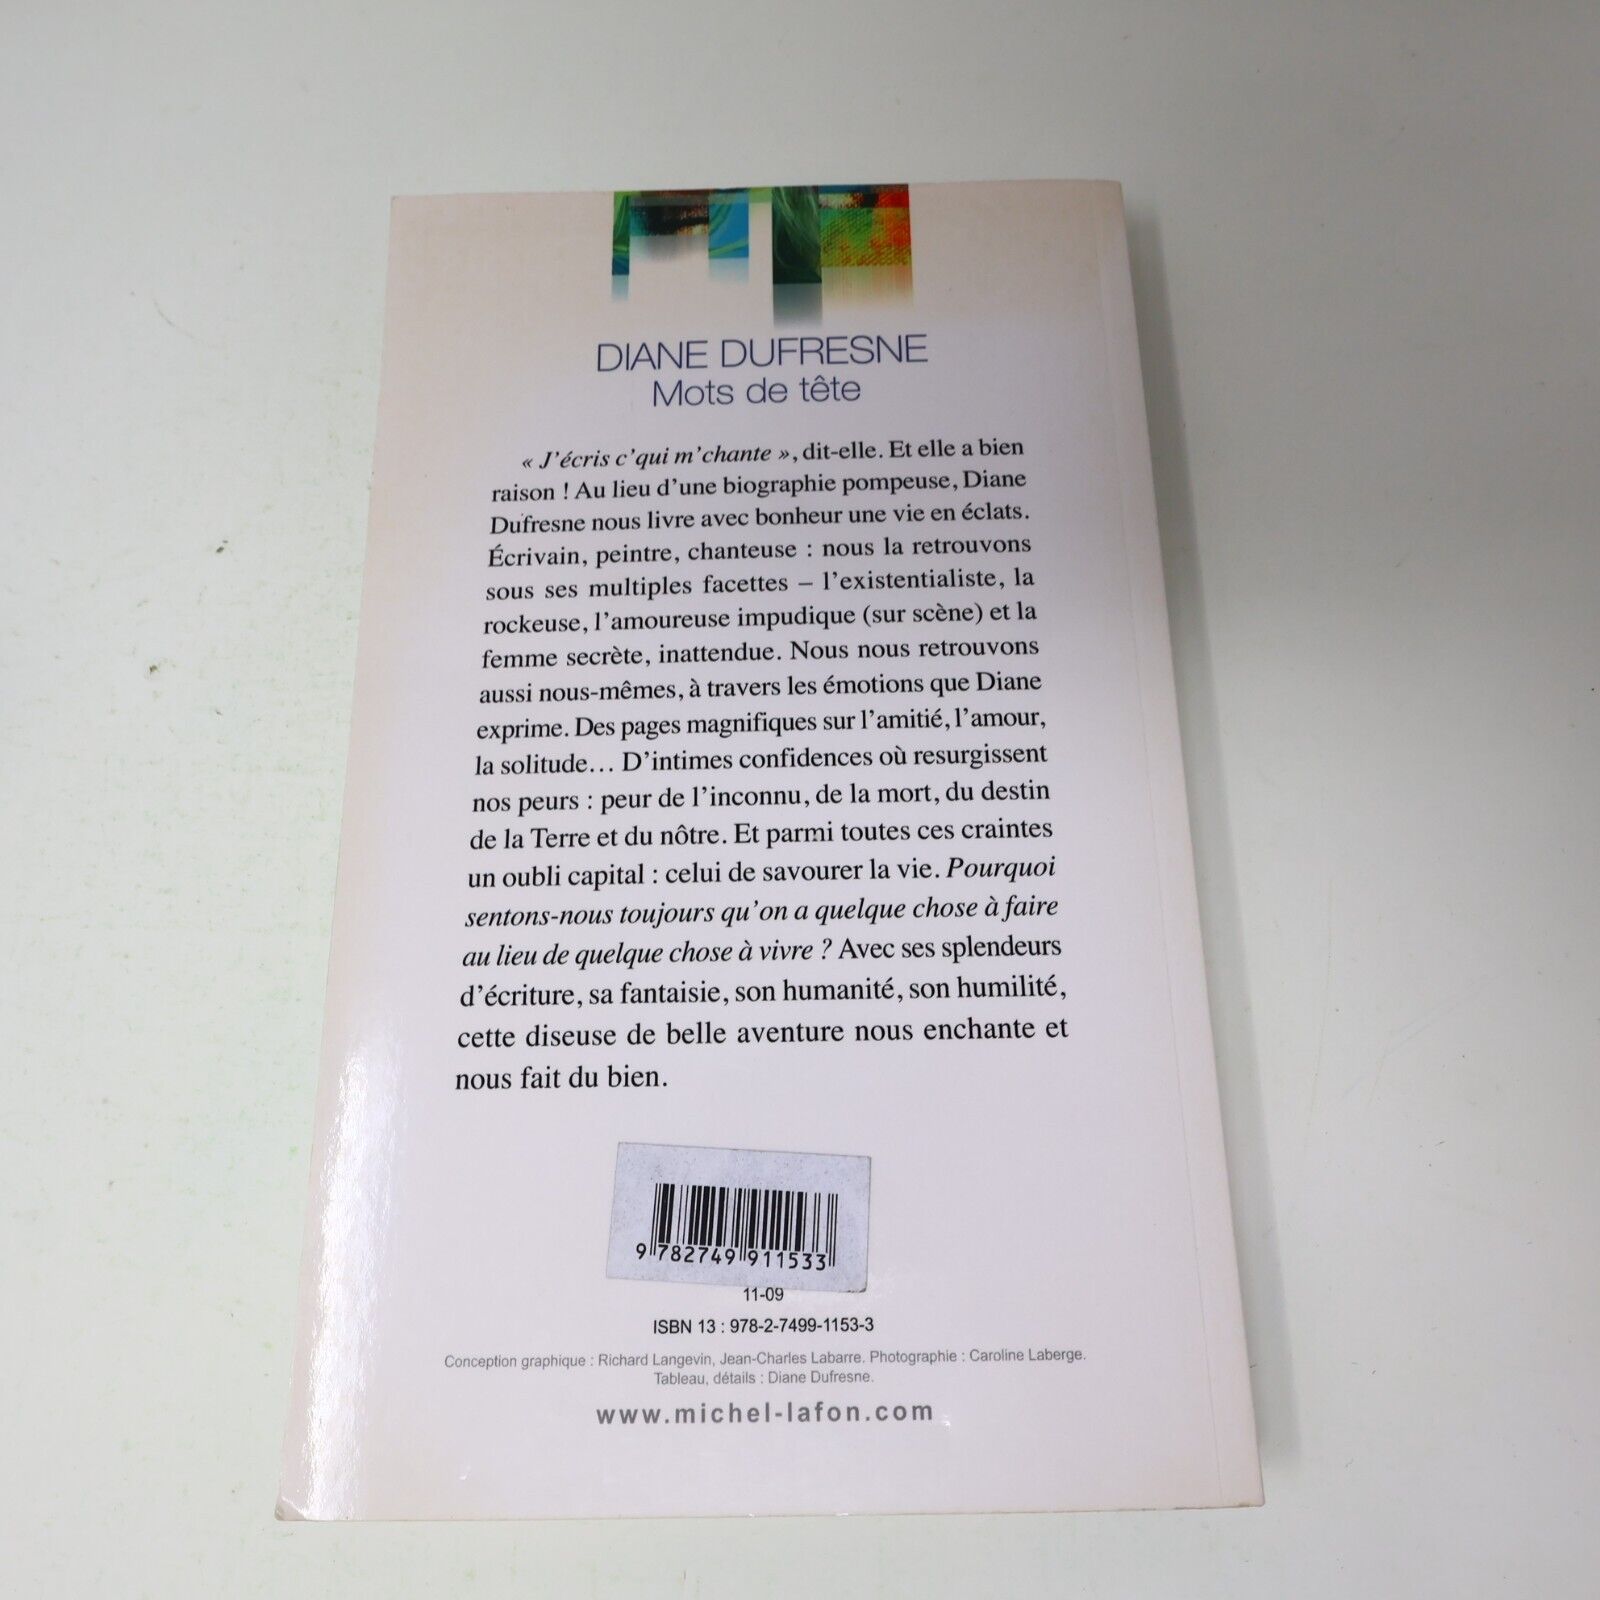 DIANE DUFRESNE
Mots de tête
« J'écris c'qui m'chante », dit-elle. Et elle a bien
raison ! Au lieu d'une biographie pompeuse, Diane
Dufresne nous livre avec bonheur une vie en éclats.
Écrivain, peintre, chanteuse : nous la retrouvons
sous ses multiples facettes – l'existentialiste, la
rockeuse, l'amoureuse impudique (sur scène) et la
femme secrète, inattendue. Nous nous retrouvons
aussi nous-mêmes, à travers les émotions que Diane
exprime. Des pages magnifiques sur l'amitié, l'amour,
la solitude… D'intimes confidences où resurgissent
nos peurs : peur de l'inconnu, de la mort, du destin
de la Terre et du nôtre. Et parmi toutes ces craintes
un oubli capital : celui de savourer la vie. Pourquoi
sentons-nous toujours qu'on a quelque chose à faire
au lieu de quelque chose à vivre ? Avec ses splendeurs
d'écriture, sa fantaisie, son humanité, son humilité,
cette diseuse de belle aventure nous enchante et
nous fait du bien.
9 782749 911533
11-09
ISBN 13 : 978-2-7499-1153-3
Conception graphique : Richard Langevin, Jean-Charles Labarre. Photographie : Caroline Laberge.
Tableau, détails : Diane Dufresne.
www.michel-lafon.com